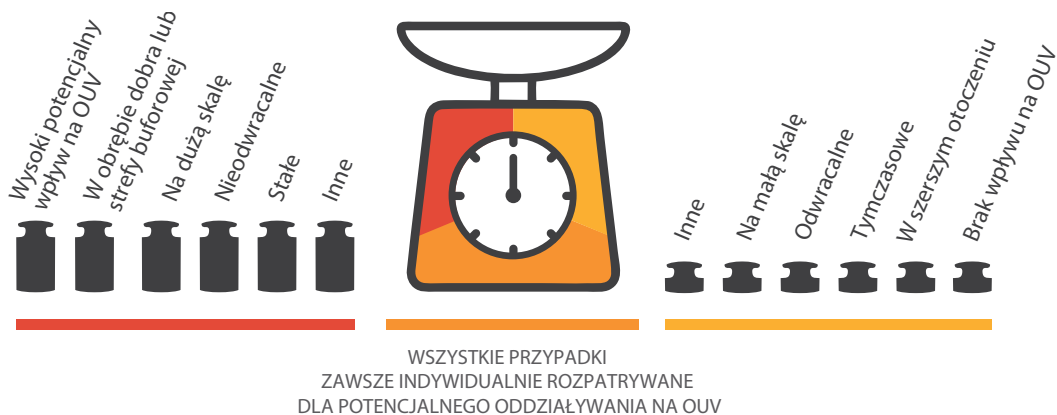 Wysoki potencjalny
wpływ na OUV
W obrębie dobra lub
strefy buforowej
Na dużą skalę
Nieodwracalne
Stałe
Inne
Inne
Na małą skalę
Odwracalne
Tymczasowe
W szerszym otoczeniu
Brak wpływu na OUV
WSZYSTKIE PRZYPADKI
ZAWSZE INDYWIDUALNIE ROZPATRYWANE
DLA POTENCJALNEGO ODDZIAŁYWANIA NA OUV